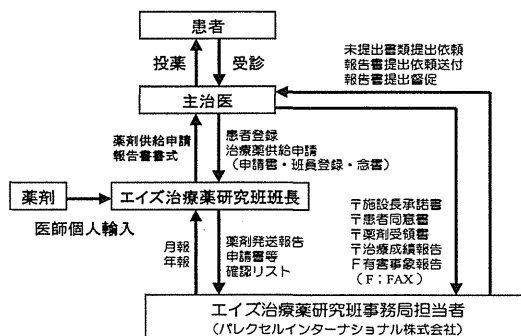 患者
投薬
受診
未提出書類提出依頼
報告書提出依頼送付
報告書提出督促
主治医
薬剤供給申請
報告書書式
患者登録
治療薬供給申請
(申請書・班員登録・念書)
薬剤
エイズ治療薬研究班班長
医師個人輸入
〒施設長承諾書
〒患者同意書
〒薬剤受領書
〒治療成績報告
F有害事象報告
(F:FAX)
月報
年報
薬剤発送報告
申請書等
確認リスト
エイズ治療薬研究班事務局担当者
(パレクセルインターナショナル株式会社)